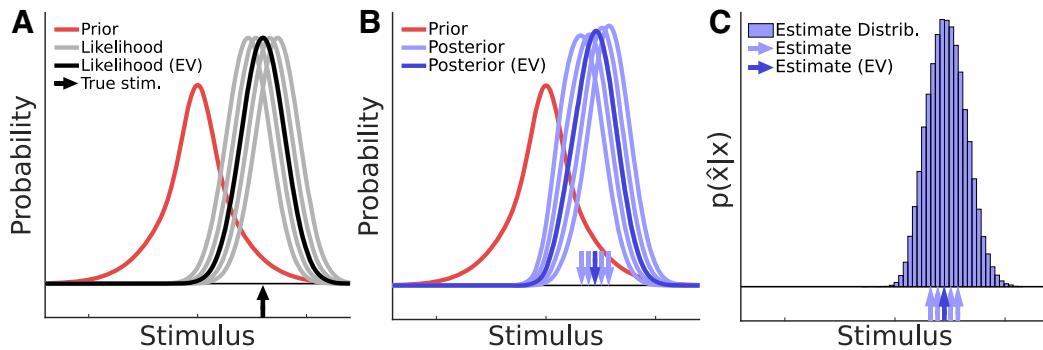 A
Prior
Likelihood
Likelihood (EV)
True stim.
Probability
Stimulus
B
Prior
Posterior
Posterior (EV)
Probability
Stimulus
C
Estimate Distrib.
Estimate
Estimate (EV)
p(x̂|x)
Stimulus